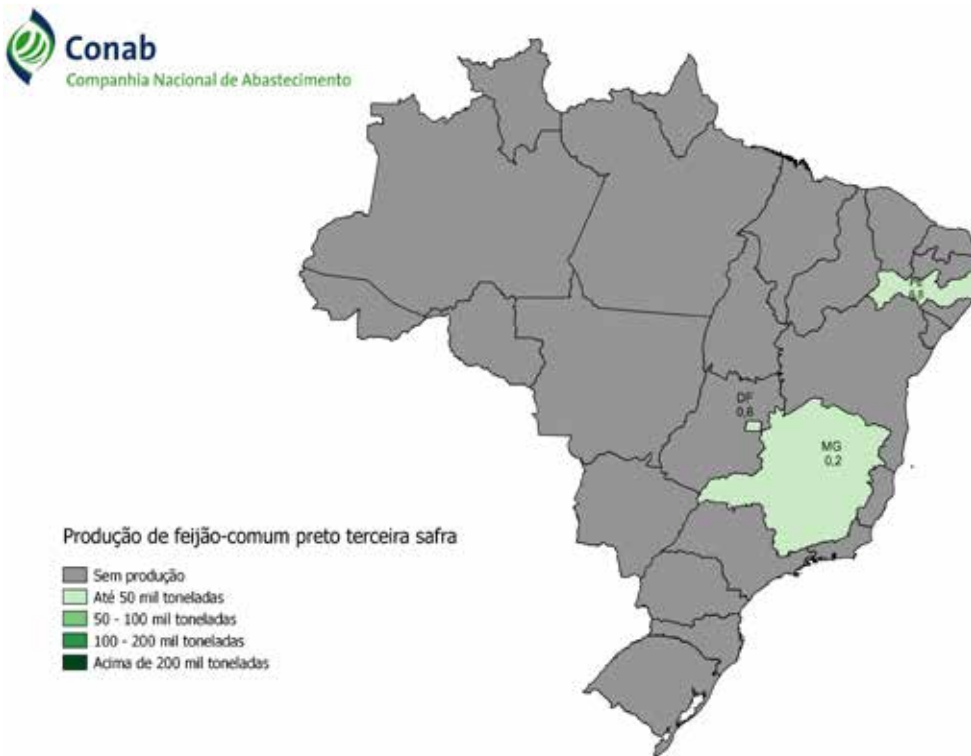 Conab
Companhia Nacional de Abastecimento
PE
DF
0,6
MG
0,2
Produção de feijão-comum preto terceira safra
Sem produção
Até 50 mil toneladas
50 - 100 mil toneladas
100 - 200 mil toneladas
Acima de 200 mil toneladas